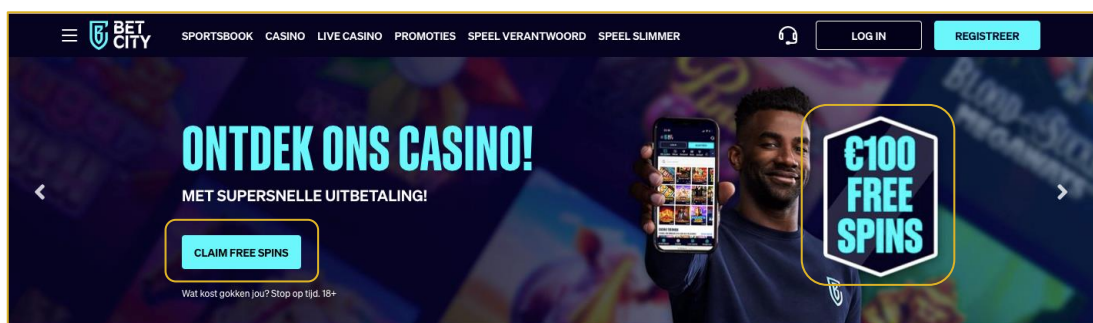 BET
CITY
SPORTSBOOK CASINO LIVE CASINO PROMOTIES SPEEL VERANTWOORD SPEEL SLIMMER
LOG IN
REGISTREER
ONTDEK ONS CASINO!
MET SUPERSNELLE UITBETALING!
CLAIM FREE SPINS
Wat kost gokken jou? Stop op tijd. 18+
€100
FREE
SPINS